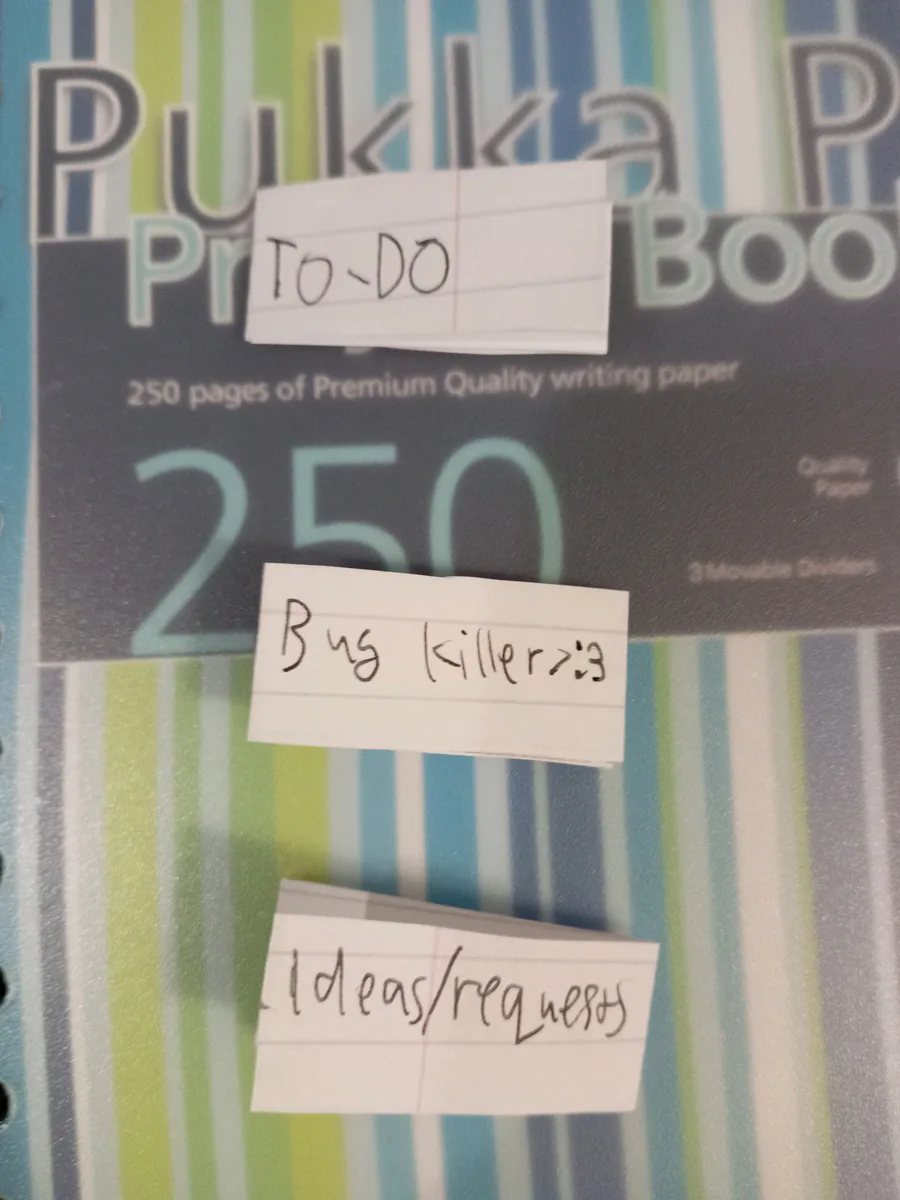 Pukka P
Pr Boo
TO-DO
250 pages of Premium Quality writing paper
250
Quality
Paper
3 Movable Dividers
Bug killer>:3
Ideas/requests